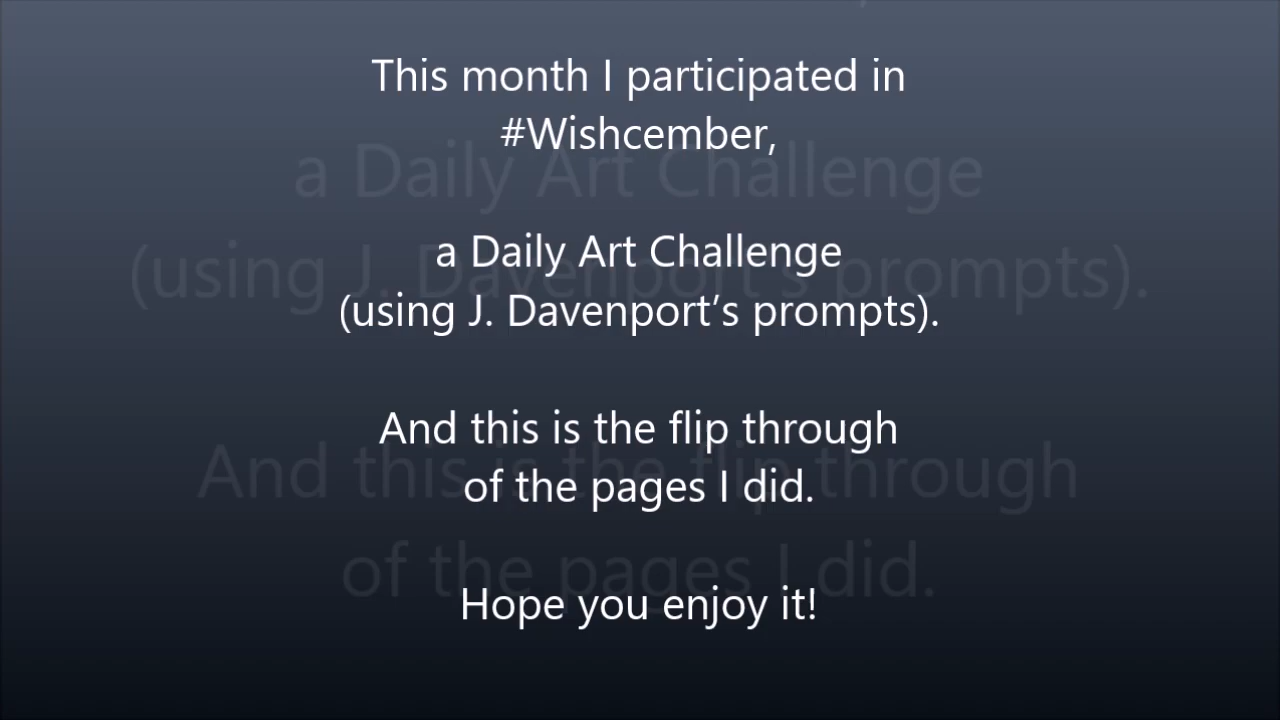 This month I participated in
#Wishcember,
a Daily Art Challenge
(using J. Davenport’s prompts).
And this is the flip through
of the pages I did.
Hope you enjoy it!